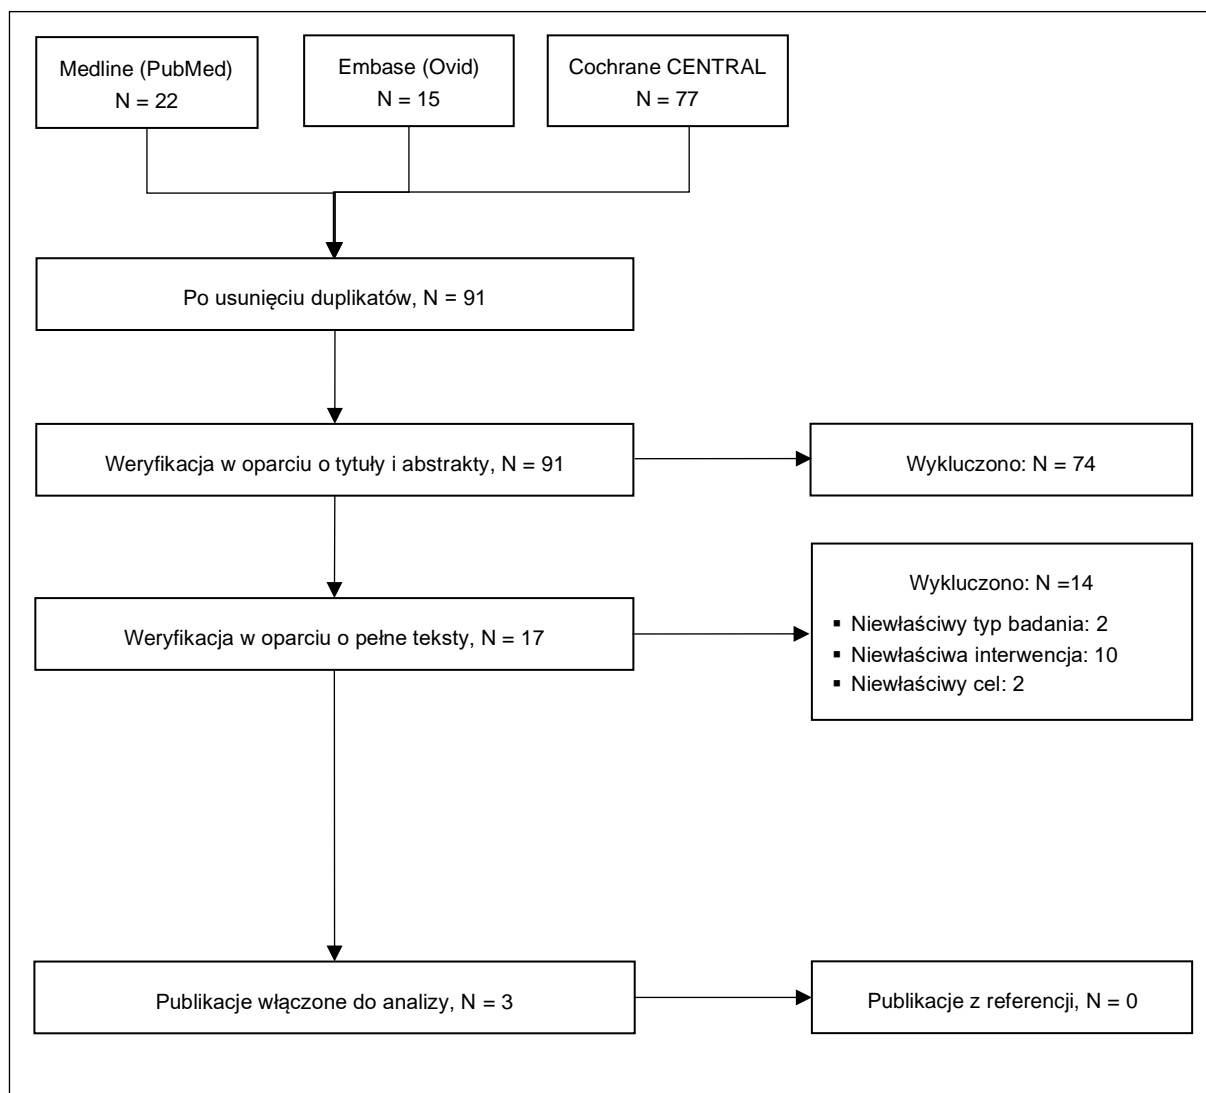 Medline (PubMed)
N = 22
Embase (Ovid)
N = 15
Cochrane CENTRAL
N = 77
Po usunięciu duplikatów, N = 91
Weryfikacja w oparciu o tytuły i abstrakty, N = 91
Wykluczono: N = 74
Weryfikacja w oparciu o pełne teksty, N = 17
Wykluczono: N =14
▪ Niewłaściwy typ badania: 2
▪ Niewłaściwa interwencja: 10
▪ Niewłaściwy cel: 2
Publikacje włączone do analizy, N = 3
Publikacje z referencji, N = 0